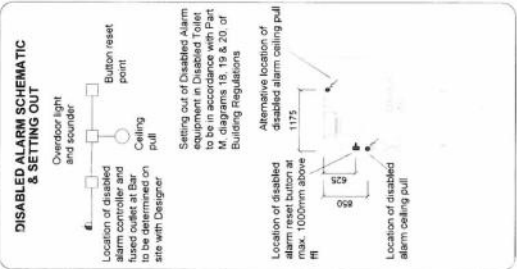 DISABLED ALARM SCHEMATIC
& SETTING OUT
Overdoor light
and sounder
Button reset
point
Ceiling
pull
Location of disabled
alarm controller and
fused outlet at Bar
to be determined on
site with Designer
Setting out of Disabled Alarm
equipment in Disabled Toilet
to be in accordance with Part
M, diagrams 18, 19 & 20, of
Building Regulations
Alternative location of
disabled alarm ceiling pull
1175
Location of disabled
alarm reset button at
max. 1000mm above
ffl
625
850
Location of disabled
alarm ceiling pull